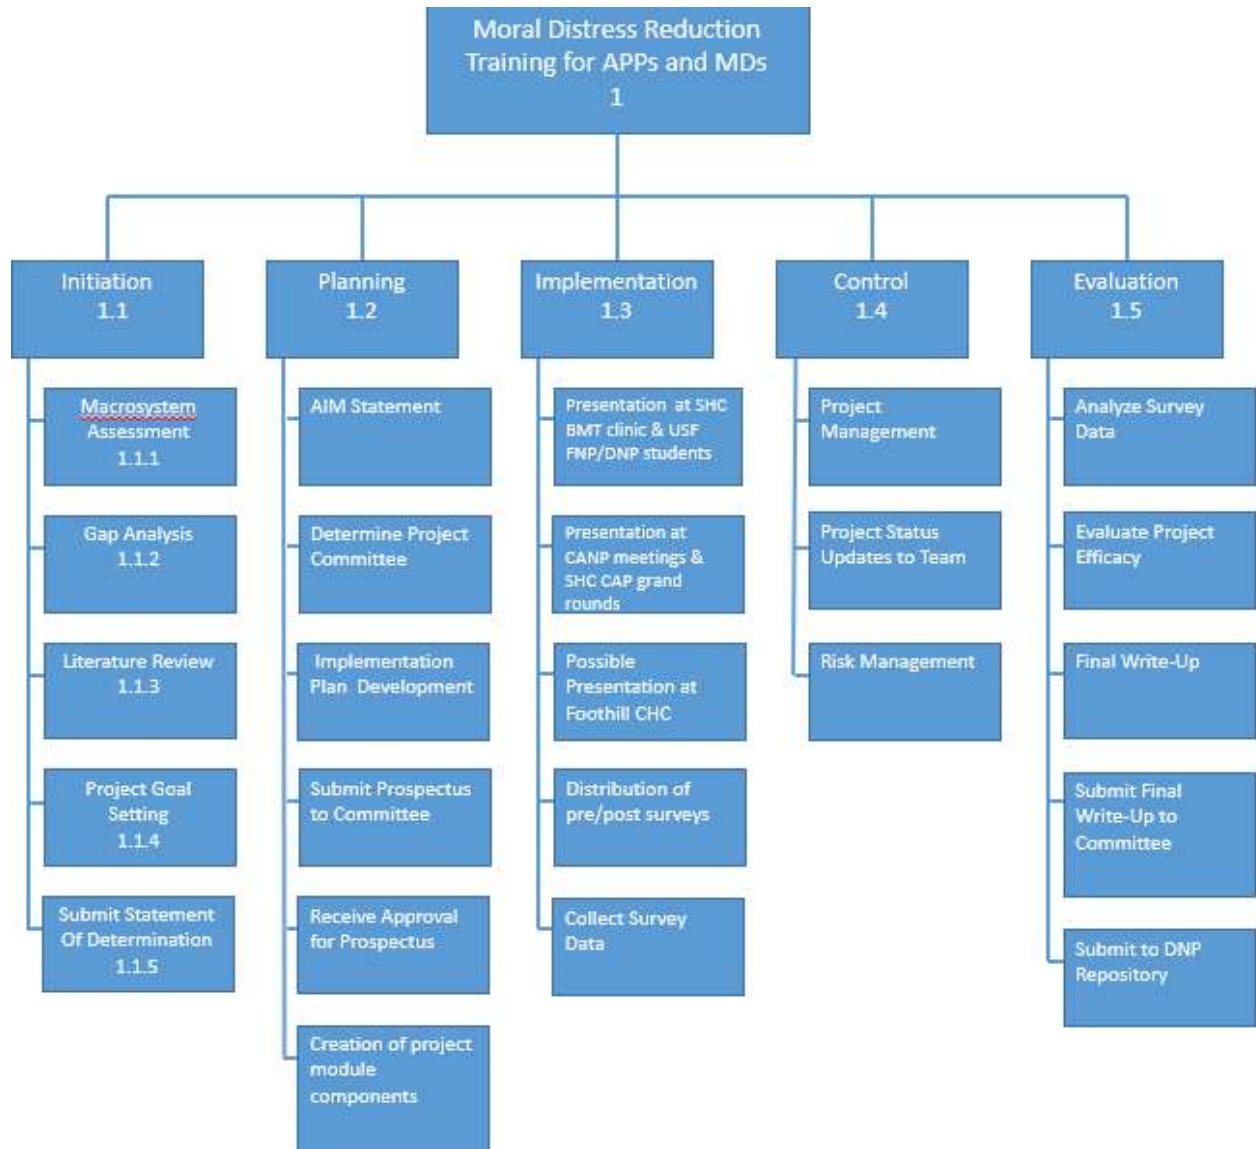 Moral Distress Reduction
Training for APPs and MDs
1
Initiation
1.1
Planning
1.2
Implementation
1.3
Control
1.4
Evaluation
1.5
Macrosystem
Assessment
1.1.1
Gap Analysis
1.1.2
Literature Review
1.1.3
Project Goal
Setting
1.1.4
Submit Statement
Of Determination
1.1.5
AIM Statement
Determine Project
Committee
Implementation
Plan Development
Submit Prospectus
to Committee
Receive Approval
for Prospectus
Creation of project
module
components
Presentation at SHC
BMT clinic & USF
FNP/DNP students
Presentation at
CANP meetings &
SHC CAP grand
rounds
Possible
Presentation at
Foothill CHC
Distribution of
pre/post surveys
Collect Survey
Data
Project
Management
Project Status
Updates to Team
Risk Management
Analyze Survey
Data
Evaluate Project
Efficacy
Final Write-Up
Submit Final
Write-Up to
Committee
Submit to DNP
Repository